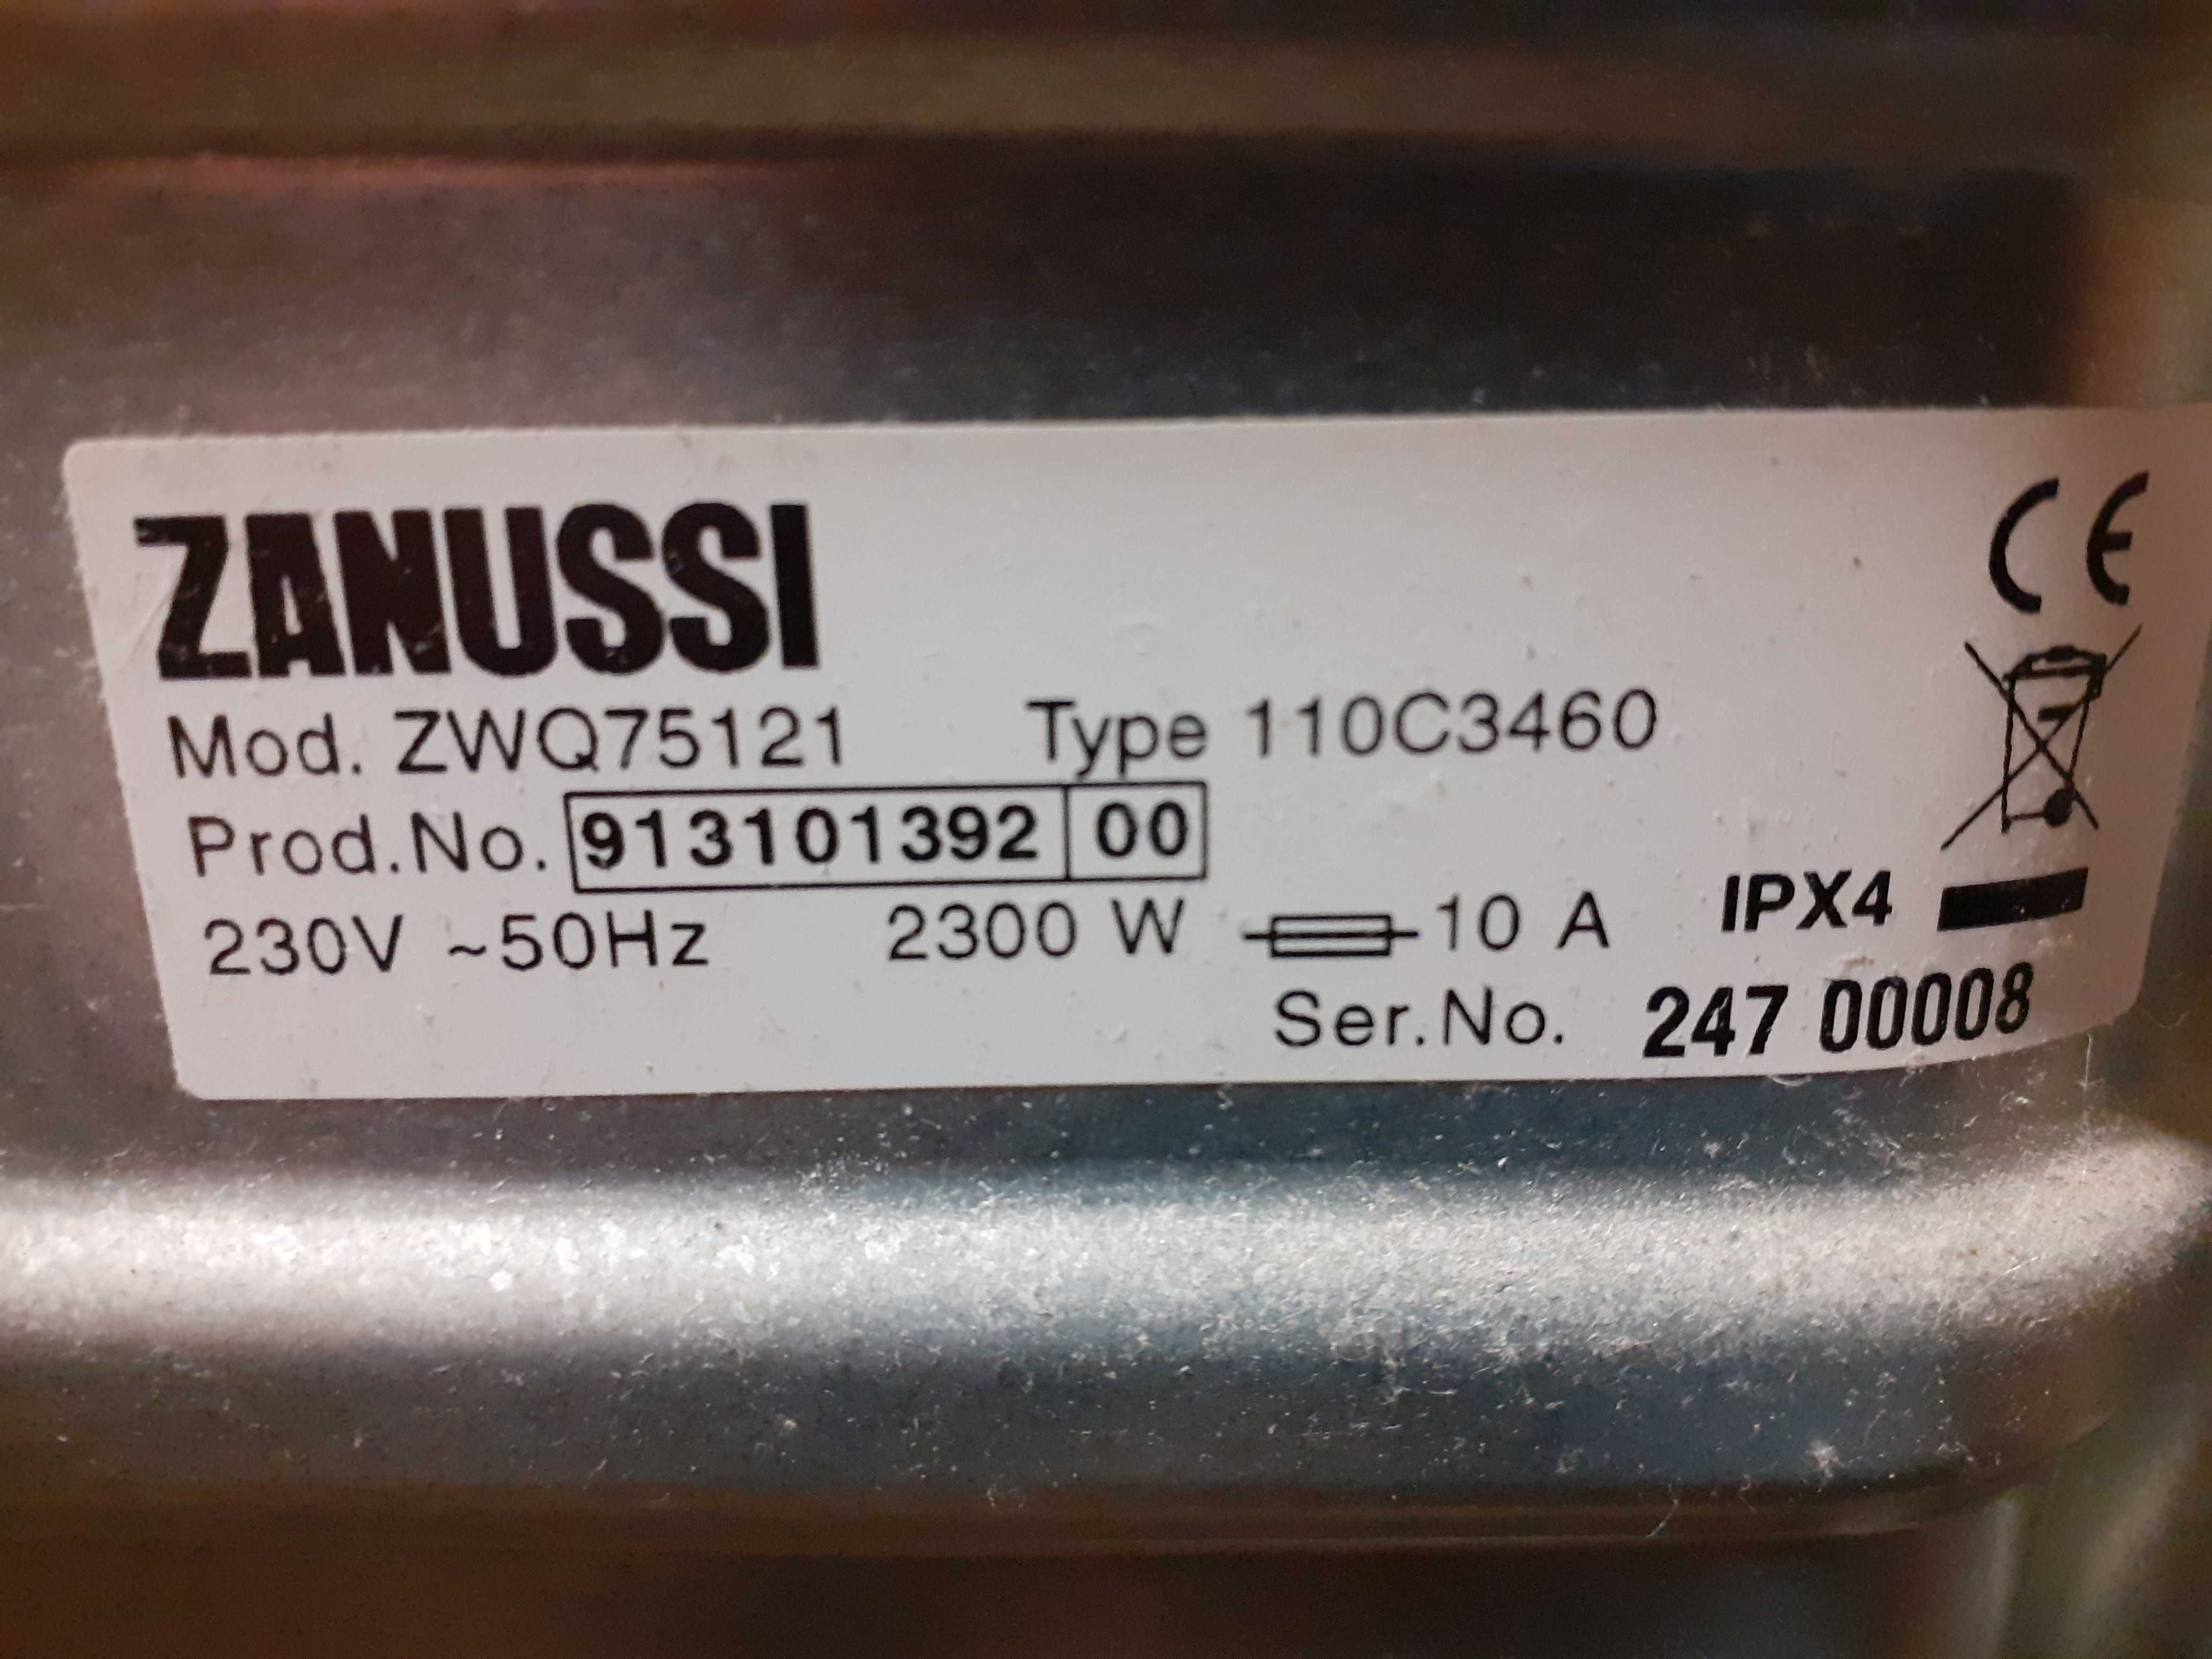 CE
ZANUSSI
Mod. ZWQ75121 Type 110C3460
Prod.No. 913101392 00
230V ~50Hz 2300 W 10 A IPX4
Ser.No. 247 00008